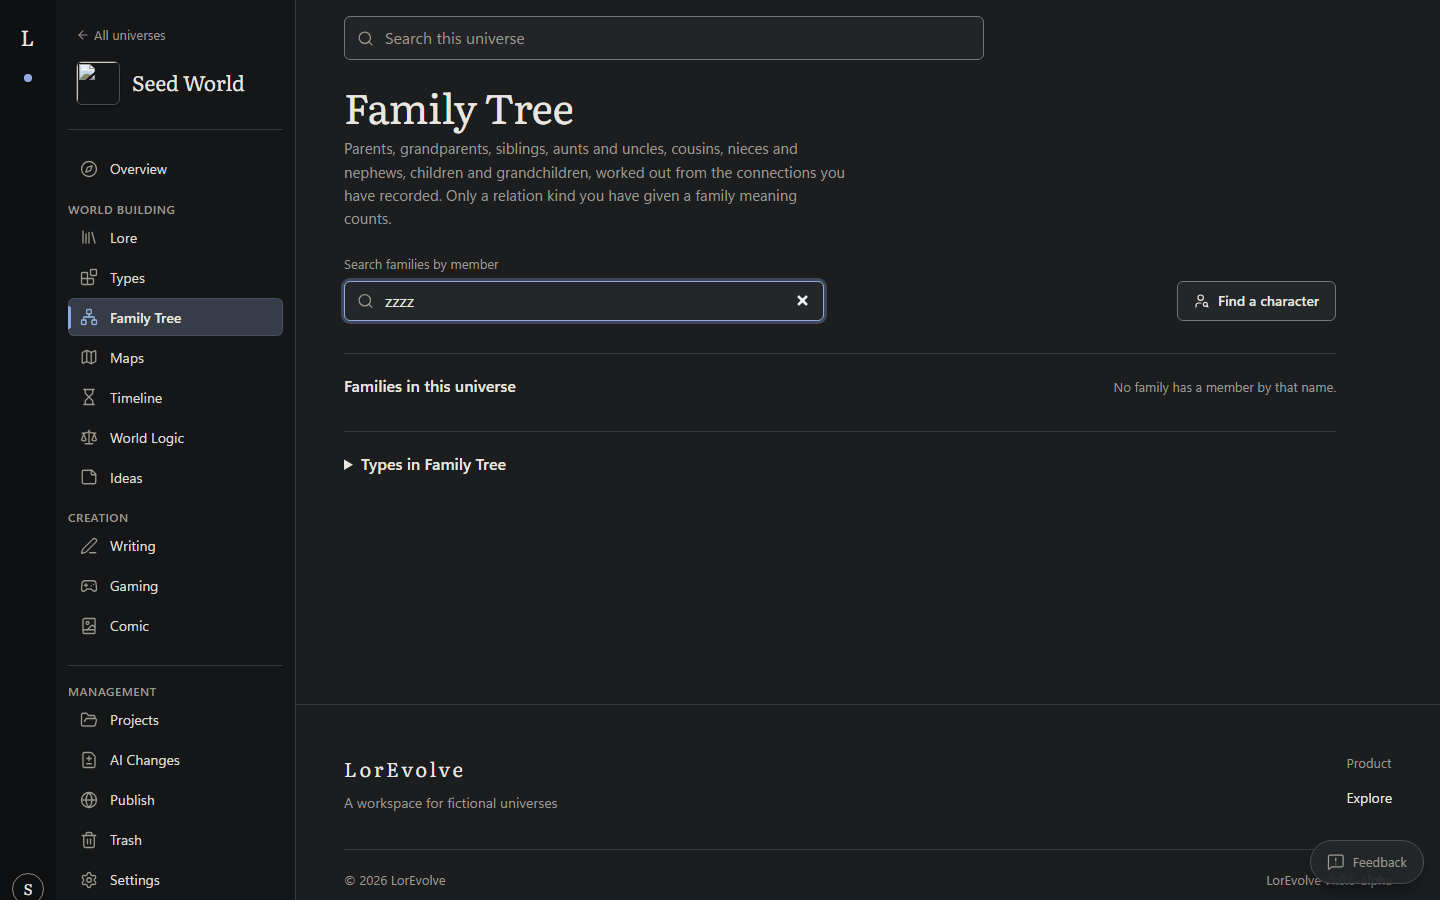 L
All universes
Seed World
Overview
WORLD BUILDING
Lore
Types
Family Tree
Maps
Timeline
World Logic
Ideas
CREATION
Writing
Gaming
Comic
MANAGEMENT
Projects
AI Changes
Publish
Trash
Settings
S
Search this universe
Family Tree
Parents, grandparents, siblings, aunts and uncles, cousins, nieces and
nephews, children and grandchildren, worked out from the connections you
have recorded. Only a relation kind you have given a family meaning
counts.
Search families by member
zzzz
Find a character
Families in this universe
No family has a member by that name.
Types in Family Tree
LorEvolve
A workspace for fictional universes
Product
Explore
© 2026 LorEvolve
LorEvolve v1.0.0-alpha
Feedback